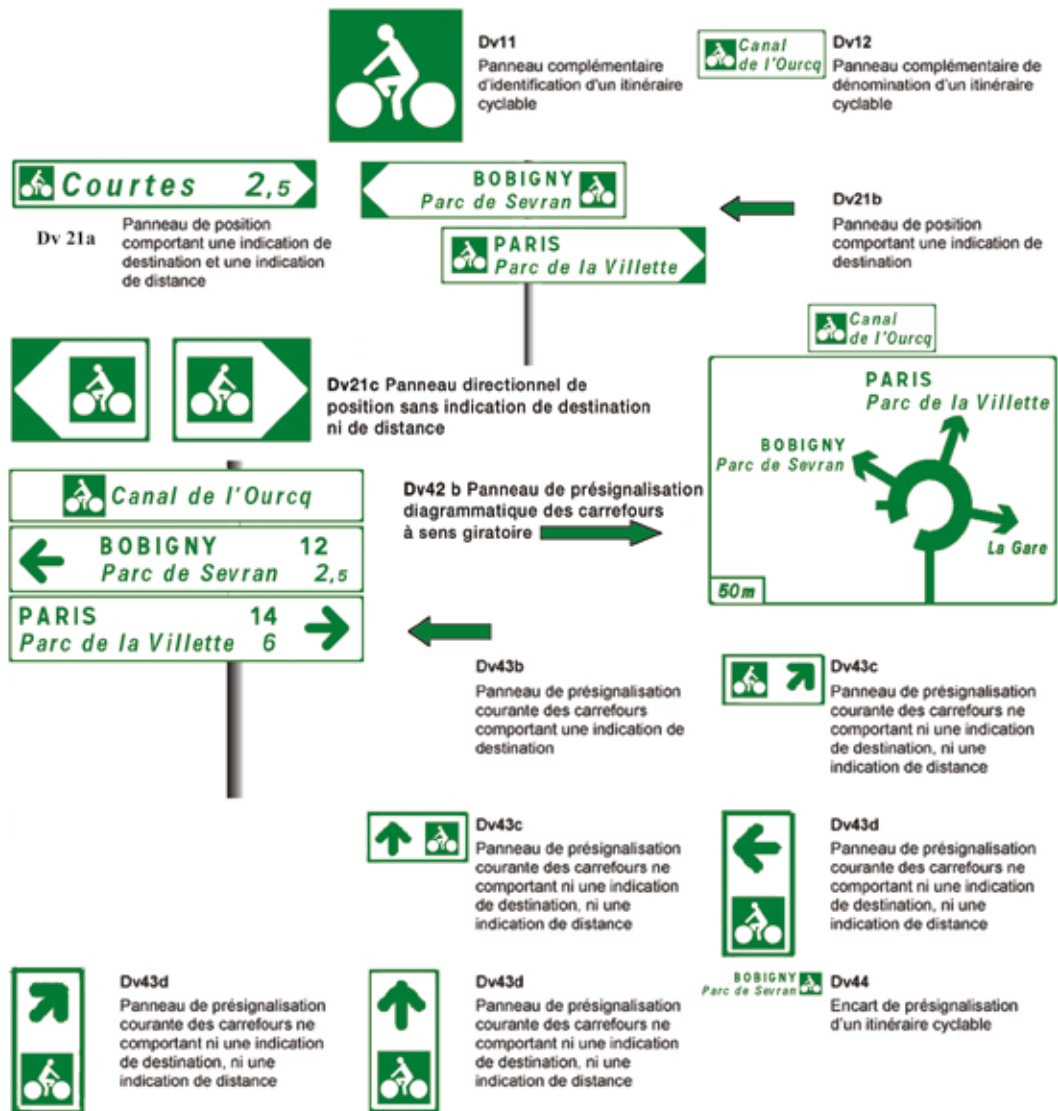 Dv11
Panneau complémentaire
d'identification d'un itinéraire
cyclable
Canal
de l'Ourcq
Dv12
Panneau complémentaire de
dénomination d'un itinéraire
cyclable
Courtes 2,5
Dv 21a
Panneau de position
comportant une indication de
destination et une indication
de distance
BOBIGNY
Parc de Sevran
PARIS
Parc de la Villette
Dv21b
Panneau de position
comportant une indication de
destination
Dv21c Panneau directionnel de
position sans indication de destination
ni de distance
Canal
de l'Ourcq
PARIS
Parc de la Villette
BOBIGNY
Parc de Sevran
La Gare
50m
Canal de l'Ourcq
BOBIGNY 12
Parc de Sevran 2,5
PARIS 14
Parc de la Villette 6
Dv42 b Panneau de présignalisation
diagrammatique des carrefours
à sens giratoire
Dv43b
Panneau de présignalisation
courante des carrefours
comportant une indication de
destination
Dv43c
Panneau de présignalisation
courante des carrefours ne
comportant ni une indication
de destination, ni une
indication de distance
Dv43c
Panneau de présignalisation
courante des carrefours ne
comportant ni une indication
de destination, ni une
indication de distance
Dv43d
Panneau de présignalisation
courante des carrefours ne
comportant ni une indication
de destination, ni une
indication de distance
Dv43d
Panneau de présignalisation
courante des carrefours ne
comportant ni une indication
de destination, ni une
indication de distance
Dv43d
Panneau de présignalisation
courante des carrefours ne
comportant ni une indication
de destination, ni une
indication de distance
BOBIGNY
Parc de Sevran
Dv44
Encart de présignalisation
d'un itinéraire cyclable